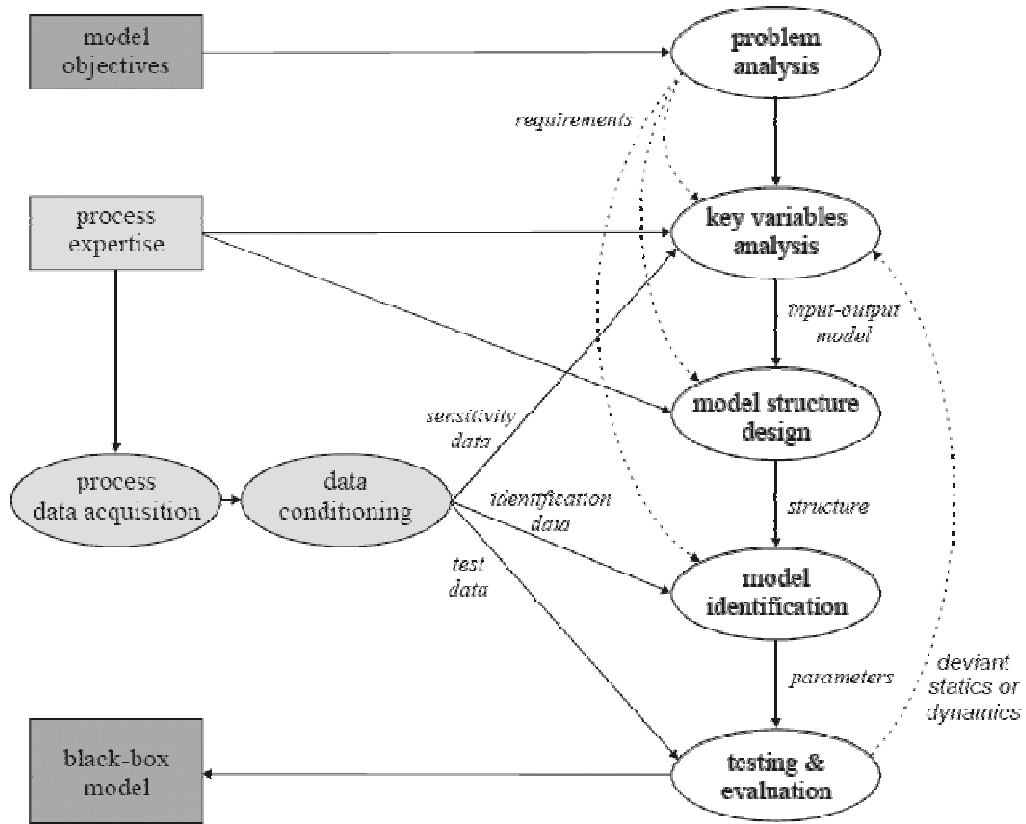 model
objectives
problem
analysis
requirements
process
expertise
key variables
analysis
input-output
model
model structure
design
sensitivity
data
process
data acquisition
data
conditioning
identification
data
structure
test
data
model
identification
parameters
deviant
statics or
dynamics
black-box
model
testing &
evaluation